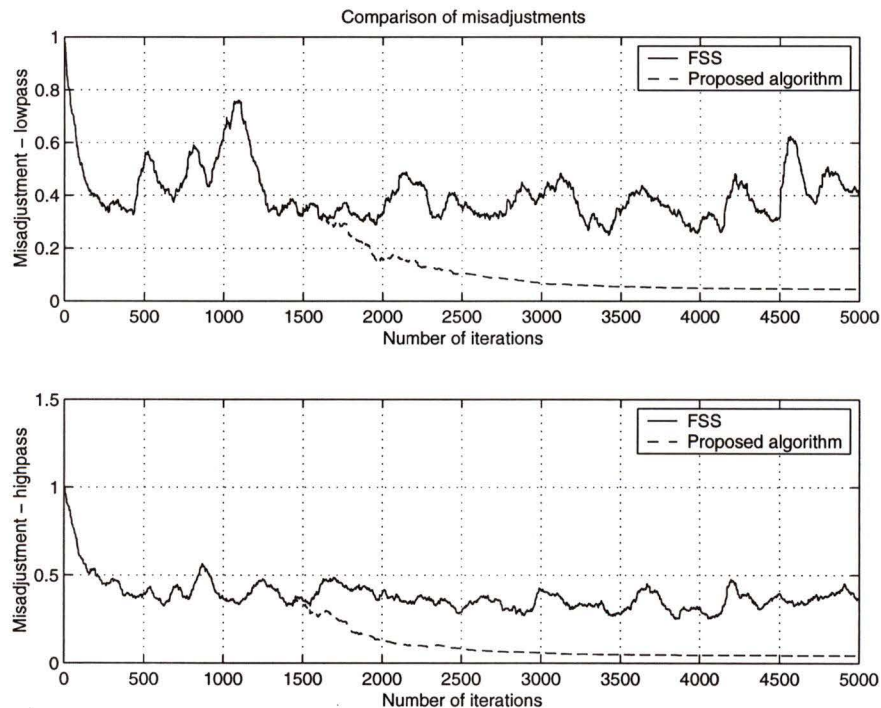 Comparison of misadjustments
1
0.8
0.6
0.4
0.2
0
Misadjustment – lowpass
FSS
Proposed algorithm
0 500 1000 1500 2000 2500 3000 3500 4000 4500 5000
Number of iterations
1.5
1
0.5
0
Misadjustment – highpass
FSS
Proposed algorithm
0 500 1000 1500 2000 2500 3000 3500 4000 4500 5000
Number of iterations